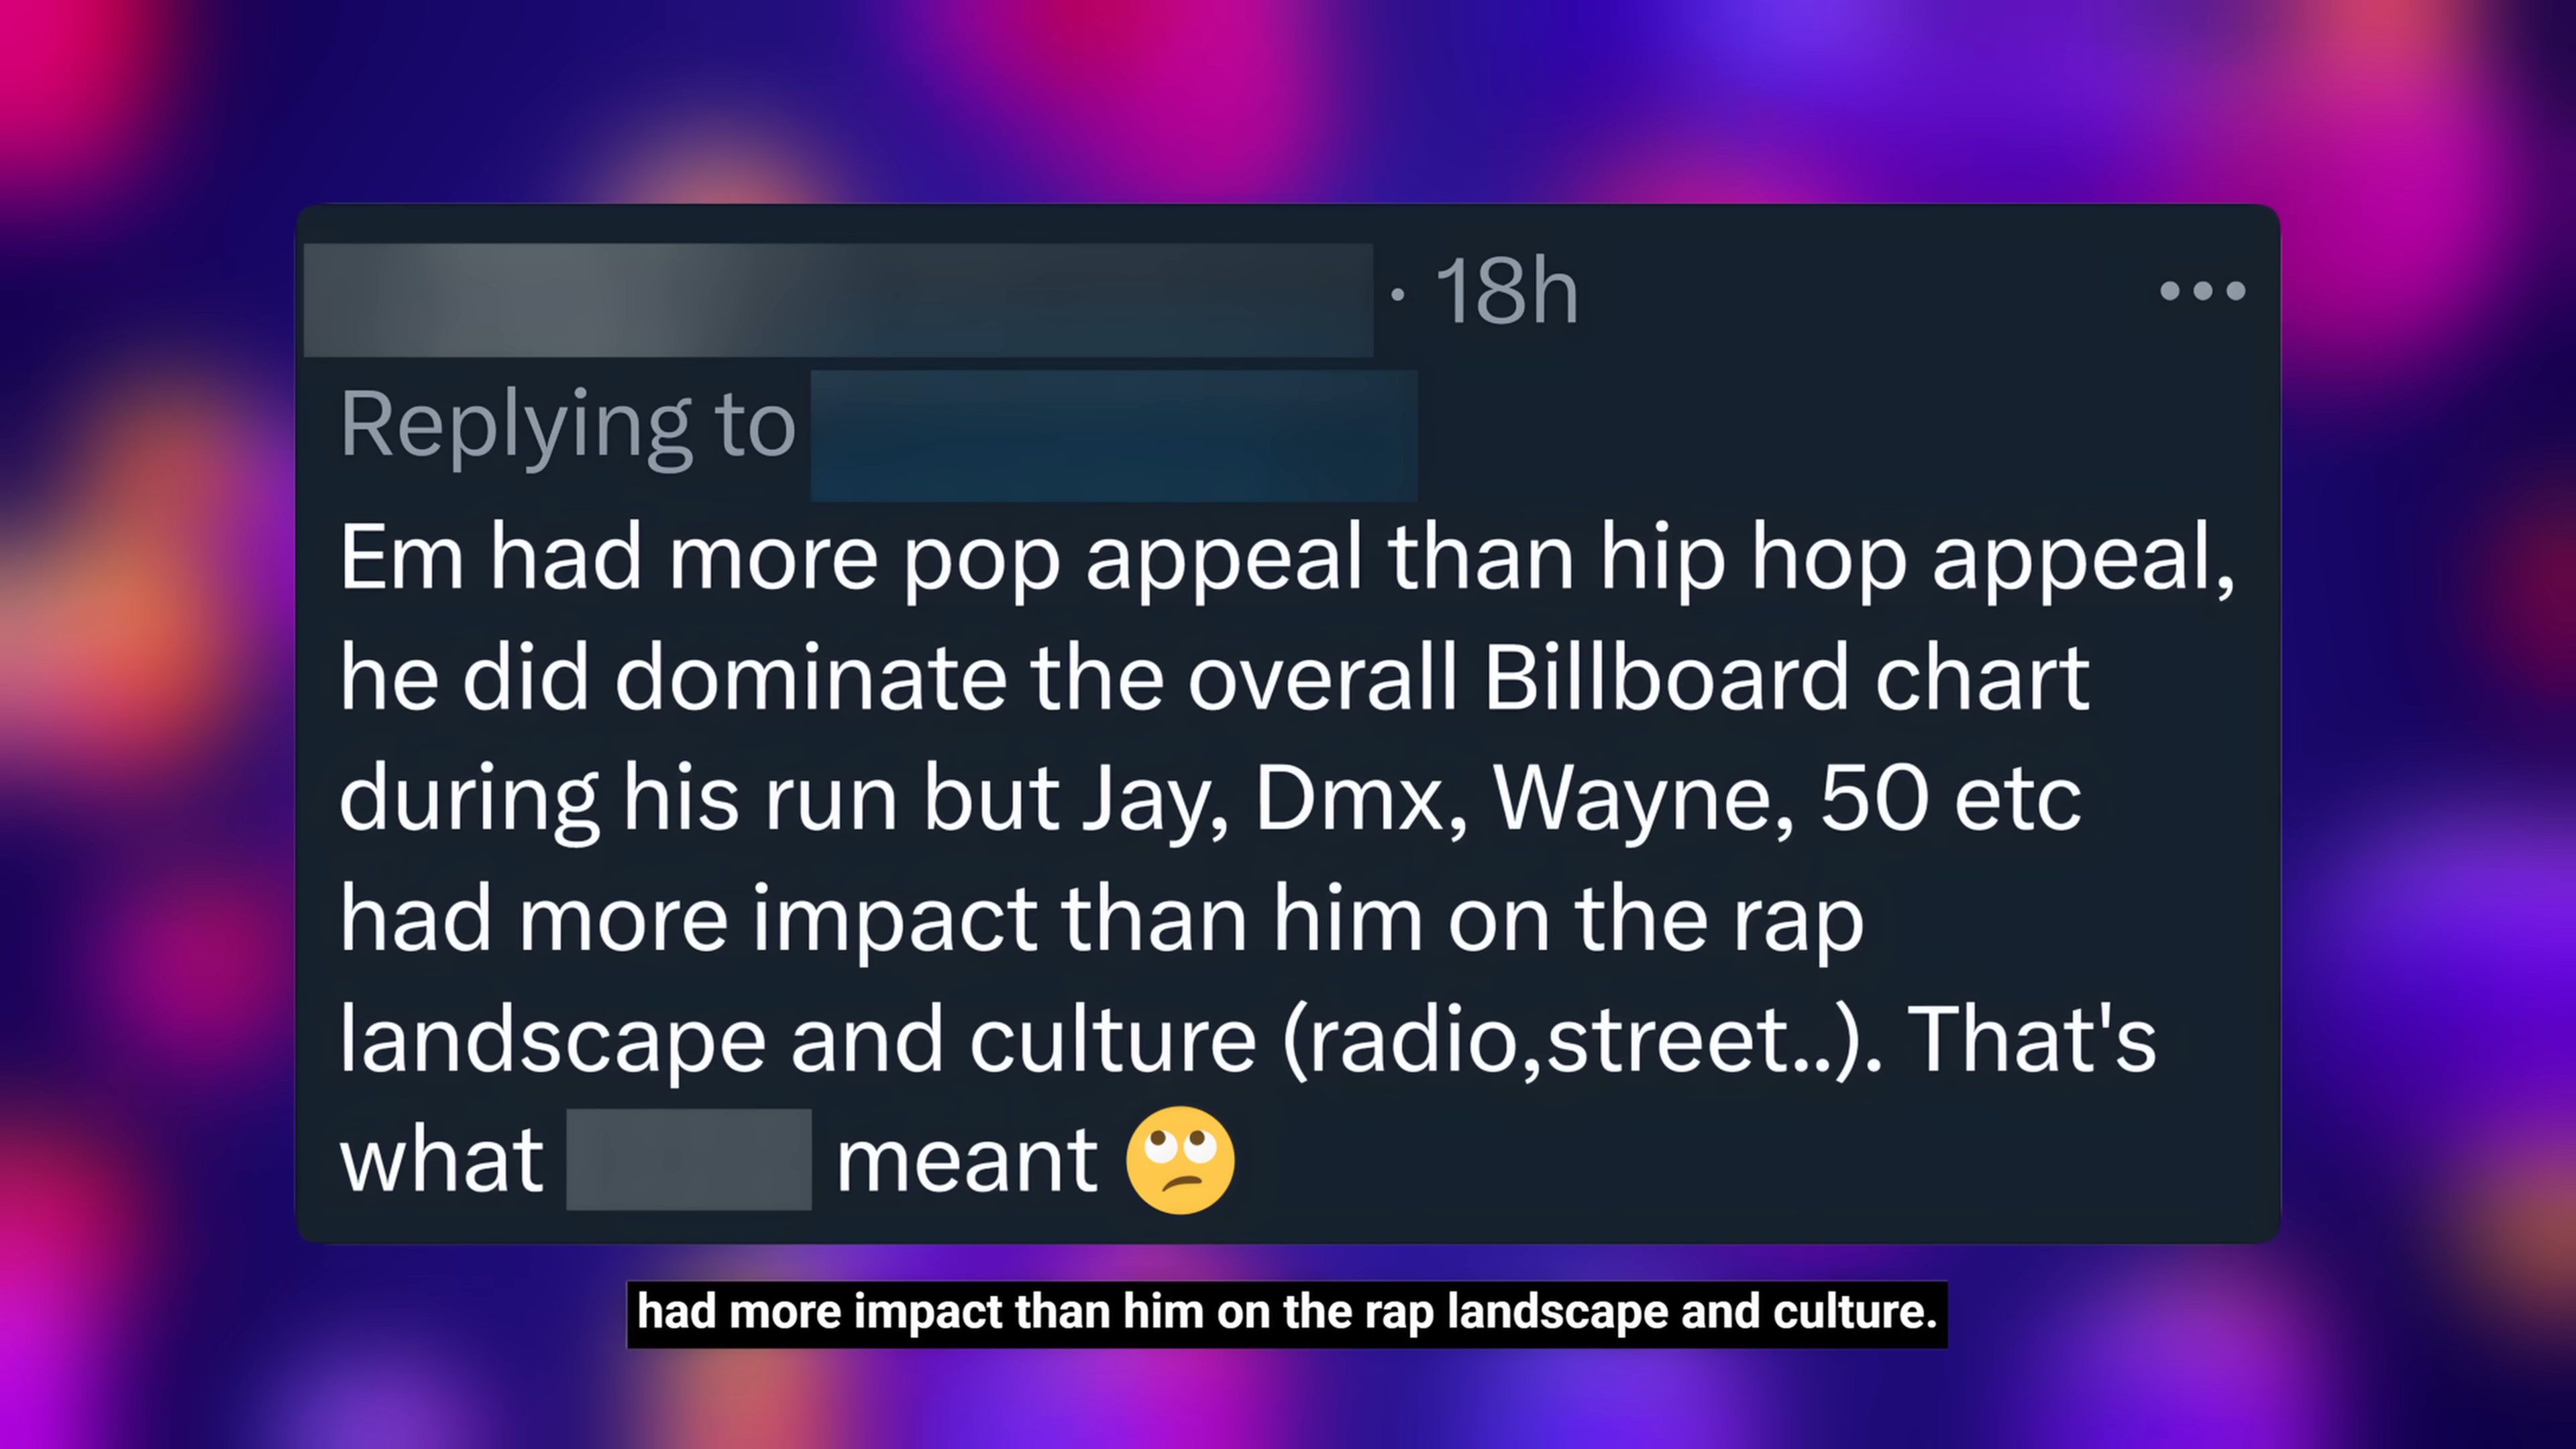 · 18h
Replying to
Em had more pop appeal than hip hop appeal,
he did dominate the overall Billboard chart
during his run but Jay, Dmx, Wayne, 50 etc
had more impact than him on the rap
landscape and culture (radio,street..). That's
what meant 🙄
had more impact than him on the rap landscape and culture.